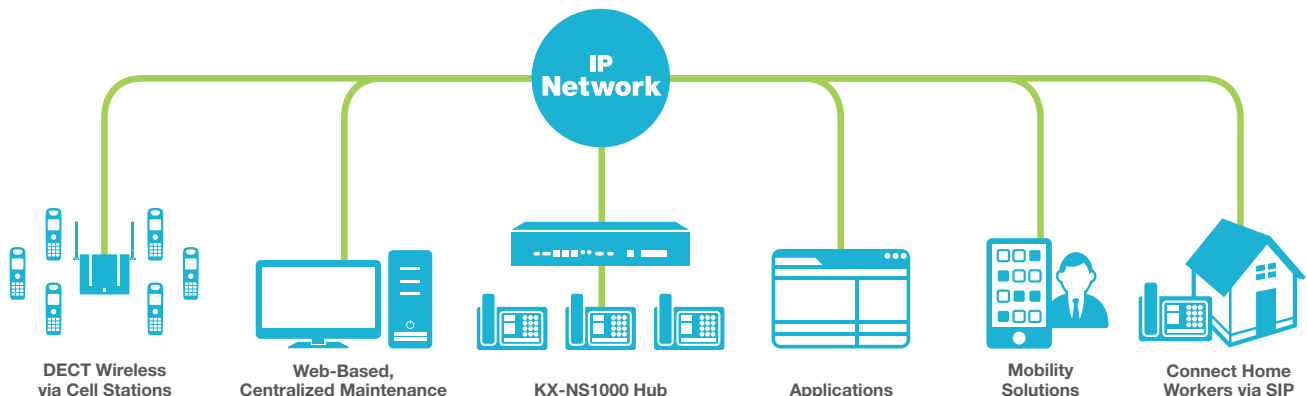 IP
Network
DECT Wireless
via Cell Stations
Web-Based,
Centralized Maintenance
KX-NS1000 Hub
Applications
Mobility
Solutions
Connect Home
Workers via SIP